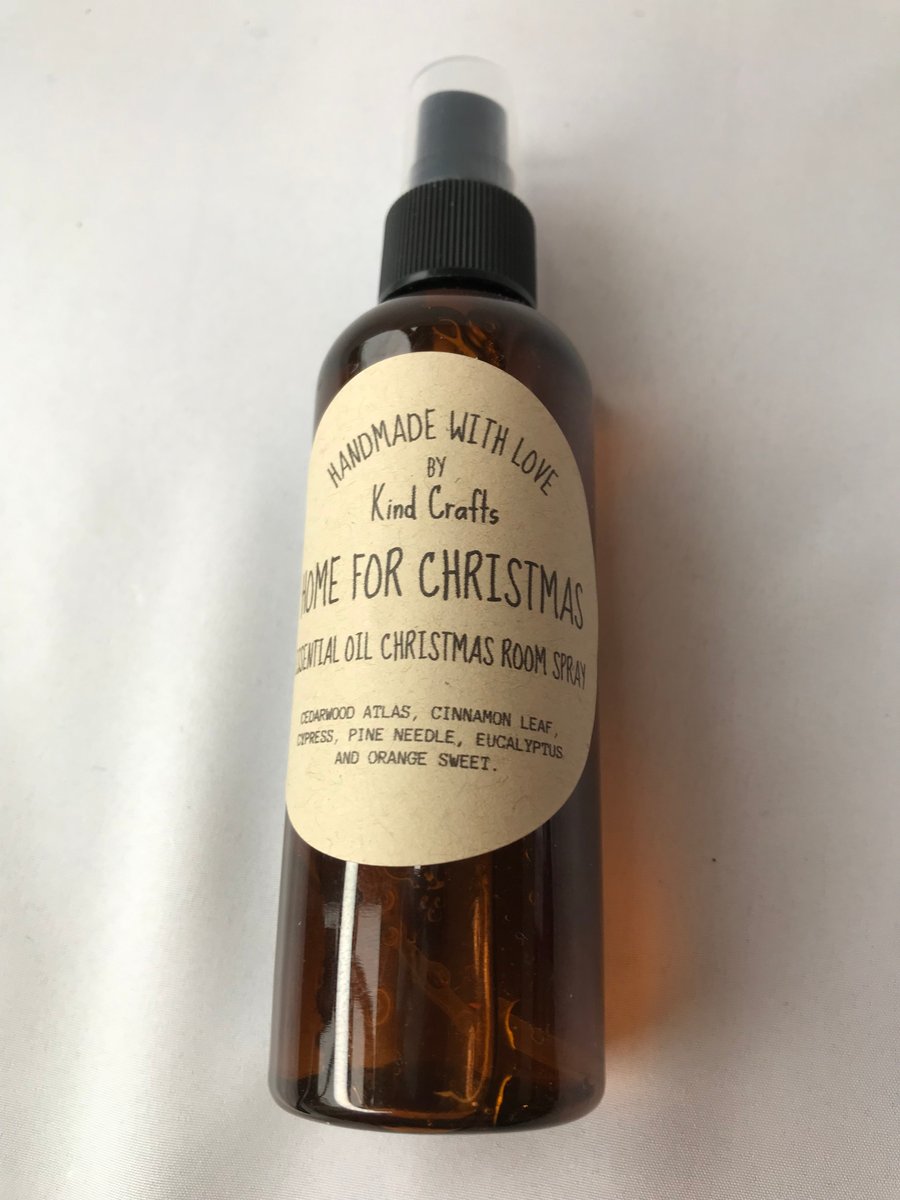 HANDMADE WITH LOVE
BY
Kind Crafts
HOME FOR CHRISTMAS
ESSENTIAL OIL CHRISTMAS ROOM SPRAY
CEDARWOOD ATLAS, CINNAMON LEAF,
CYPRESS, PINE NEEDLE, EUCALYPTUS
AND ORANGE SWEET.